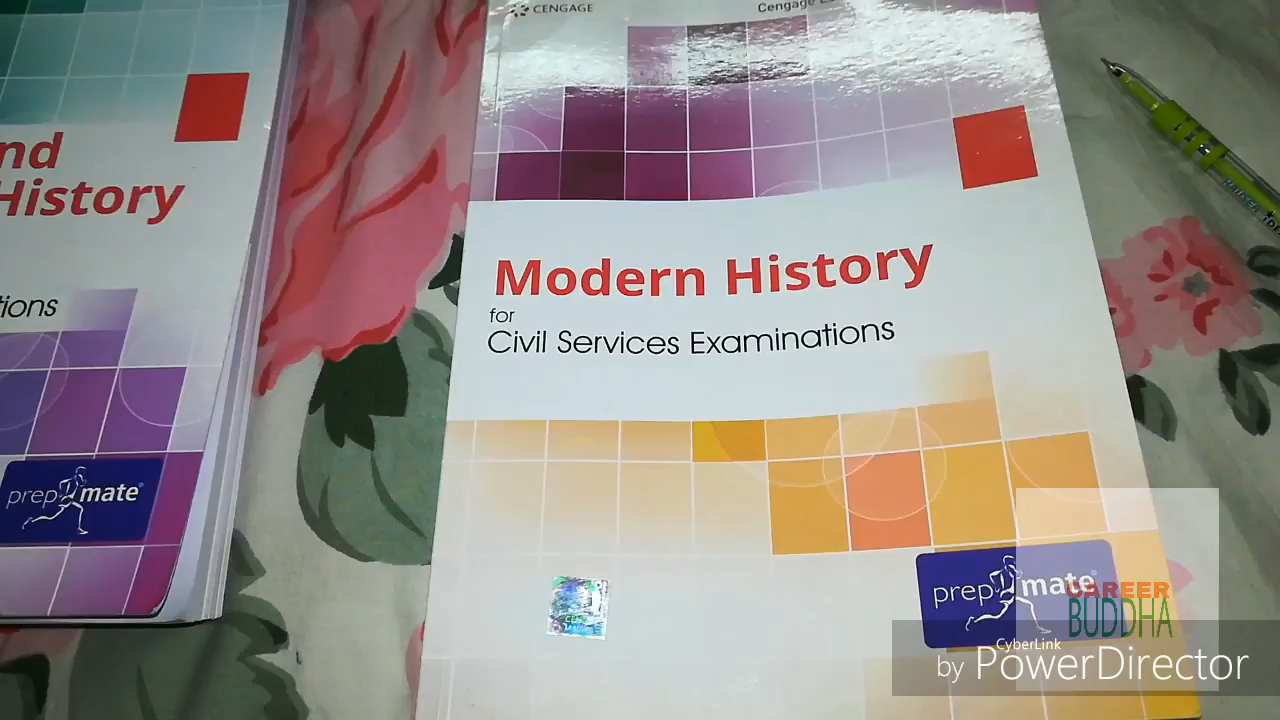 nd
History
tions
prep mate®
CENGAGE
Cengage
Modern History
for
Civil Services Examinations
prep mate®
CAREER
BUDDHA
CyberLink
by PowerDirector